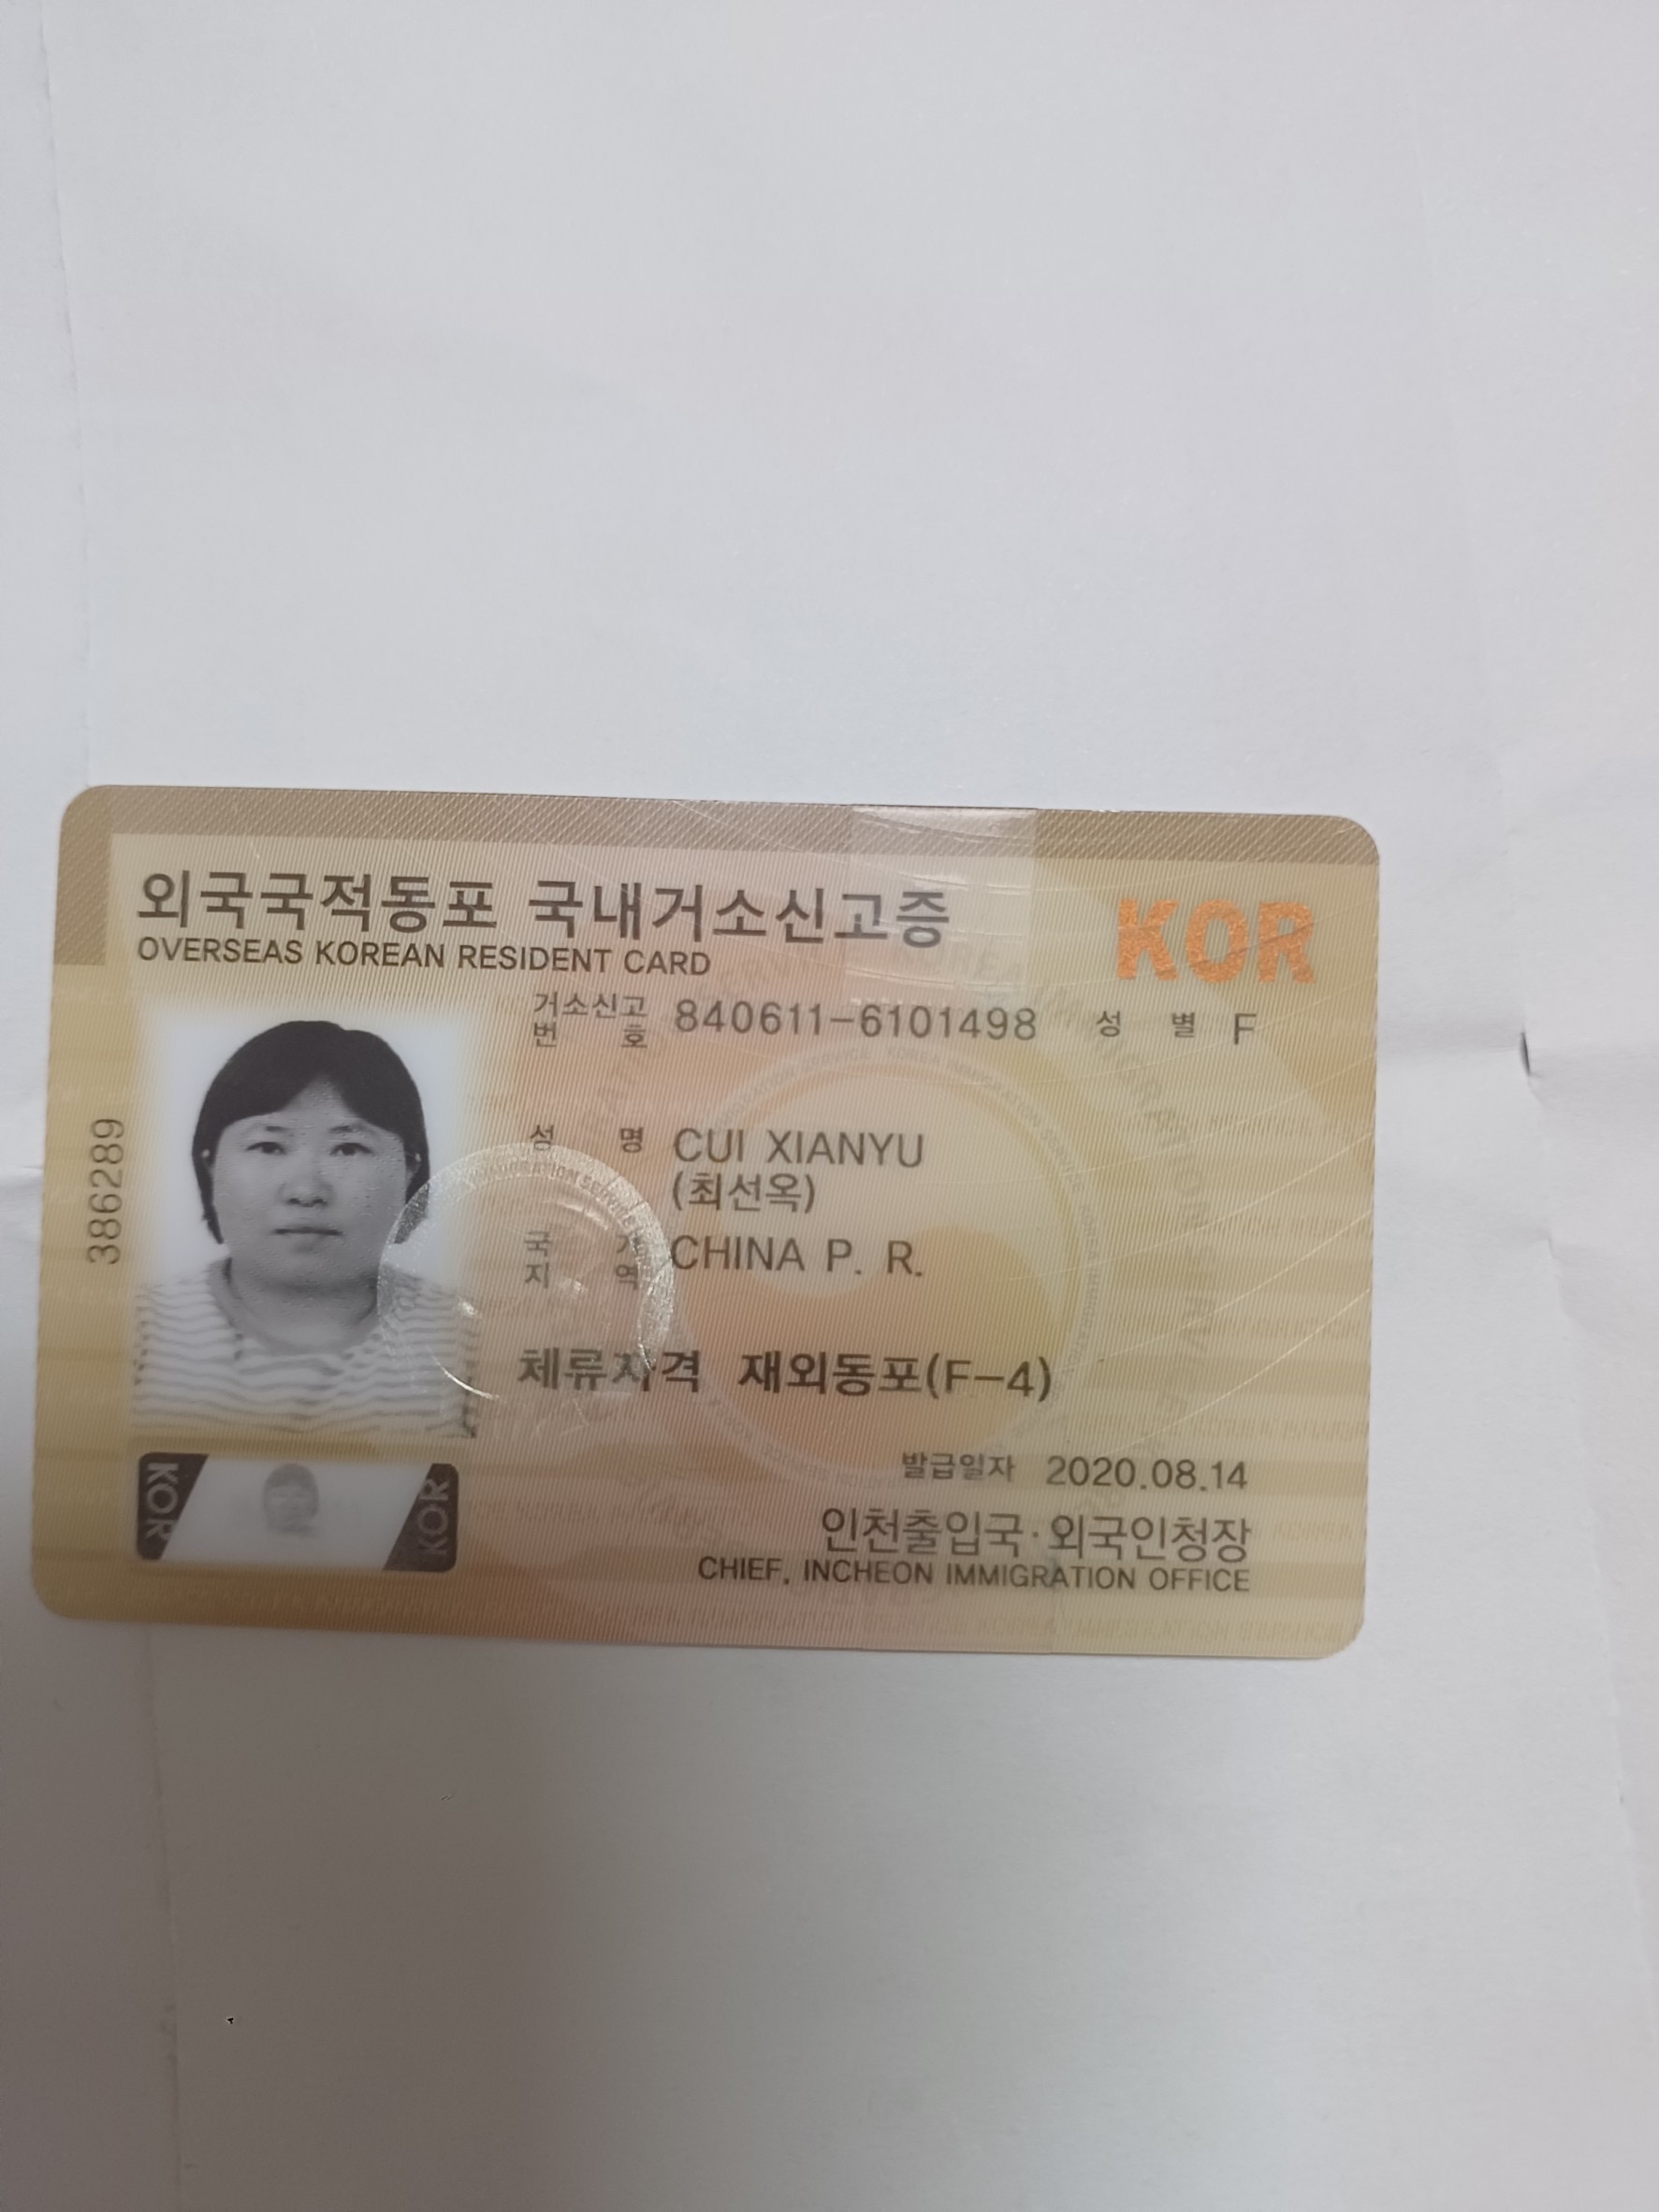 외국국적동포 국내거소신고증
KOR
OVERSEAS KOREAN RESIDENT CARD
거소신고번호 840611-6101498 성별 F
성명 CUI XIANYU
(최선옥)
국가지역 CHINA P. R.
체류자격 재외동포(F-4)
발급일자 2020.08.14
인천출입국·외국인청장
CHIEF, INCHEON IMMIGRATION OFFICE
386289
KOR
KOR